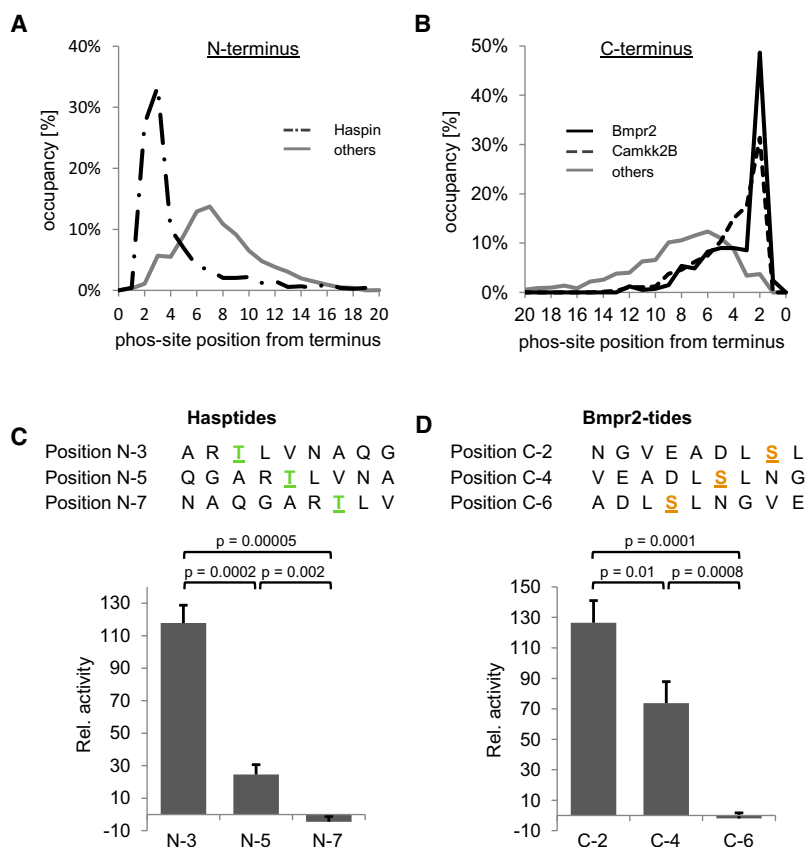 A
N-terminus
40%
30%
20%
10%
0%
occupancy [%]
Haspin
others
0 2 4 6 8 10 12 14 16 18 20
phos-site position from terminus
B
C-terminus
50%
40%
30%
20%
10%
0%
occupancy [%]
Bmpr2
Camkk2B
others
20 18 16 14 12 10 8 6 4 2 0
phos-site position from terminus
C
Hasptides
Position N-3 A R T L V N A Q G
Position N-5 Q G A R T L V N A
Position N-7 N A Q G A R T L V
p = 0.00005
p = 0.0002 p = 0.002
130
110
90
70
50
30
10
-10
Rel. activity
N-3 N-5 N-7
D
Bmpr2-tides
Position C-2 N G V E A D L S L
Position C-4 V E A D L S L N G
Position C-6 A D L S L N G V E
p = 0.0001
p = 0.01 p = 0.0008
150
130
110
90
70
50
30
10
-10
Rel. activity
C-2 C-4 C-6